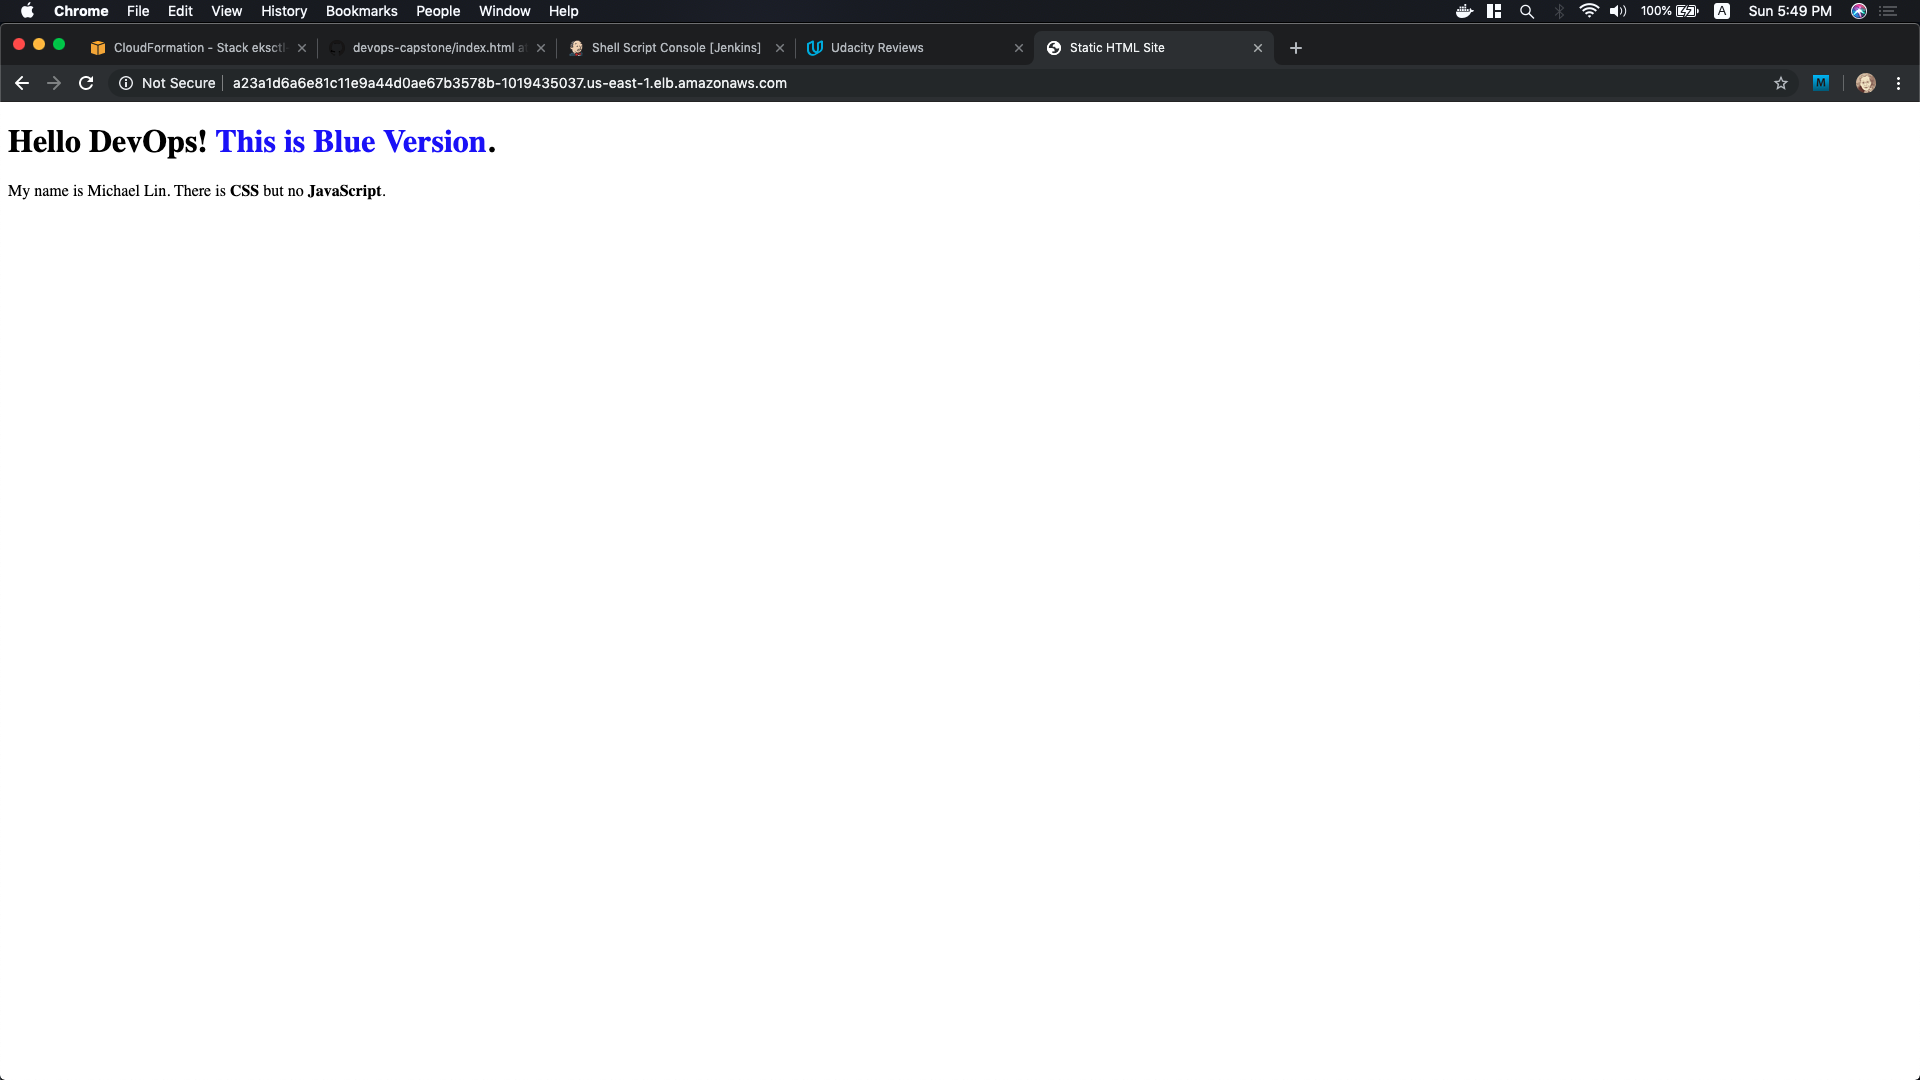 Chrome File Edit View History Bookmarks People Window Help 100% A Sun 5:49 PM
CloudFormation - Stack eksctl devops-capstone/index.html a Shell Script Console [Jenkins] Udacity Reviews Static HTML Site
Not Secure a23a1d6a6e81c11e9a44d0ae67b3578b-1019435037.us-east-1.elb.amazonaws.com M
Hello DevOps! This is Blue Version.
My name is Michael Lin. There is CSS but no JavaScript.